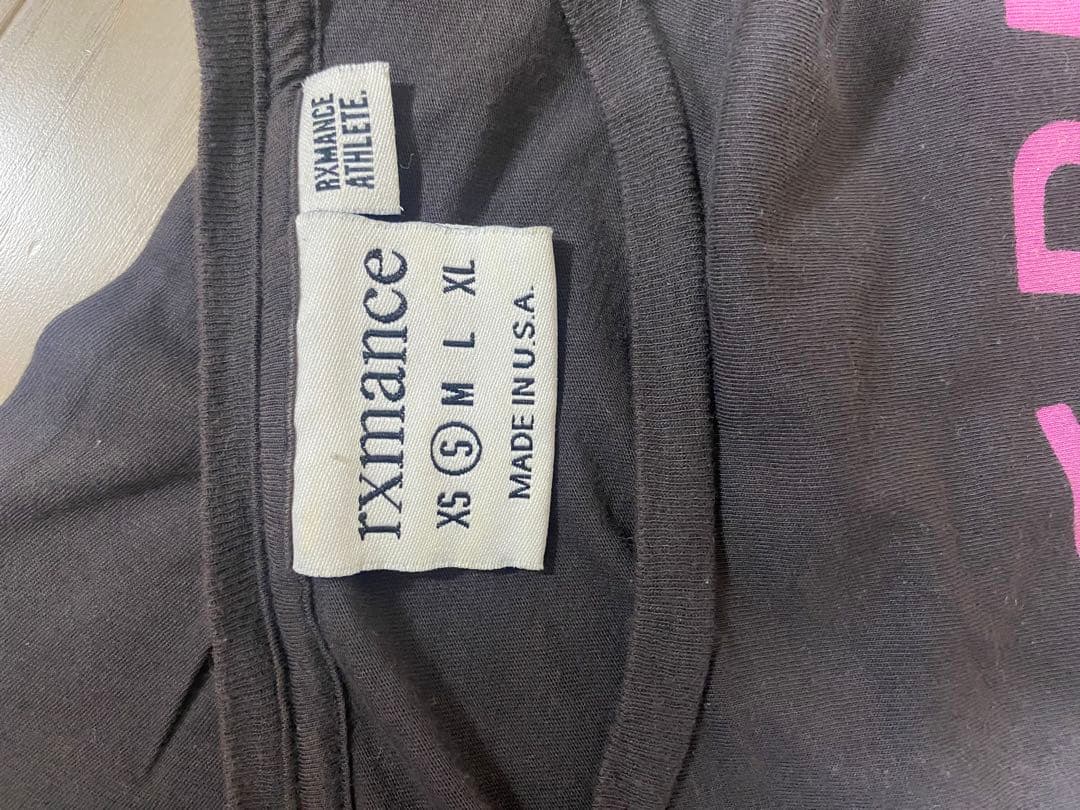 RXMANCE
ATHLETE.
rxmance
XS S M L XL
MADE IN U.S.A.